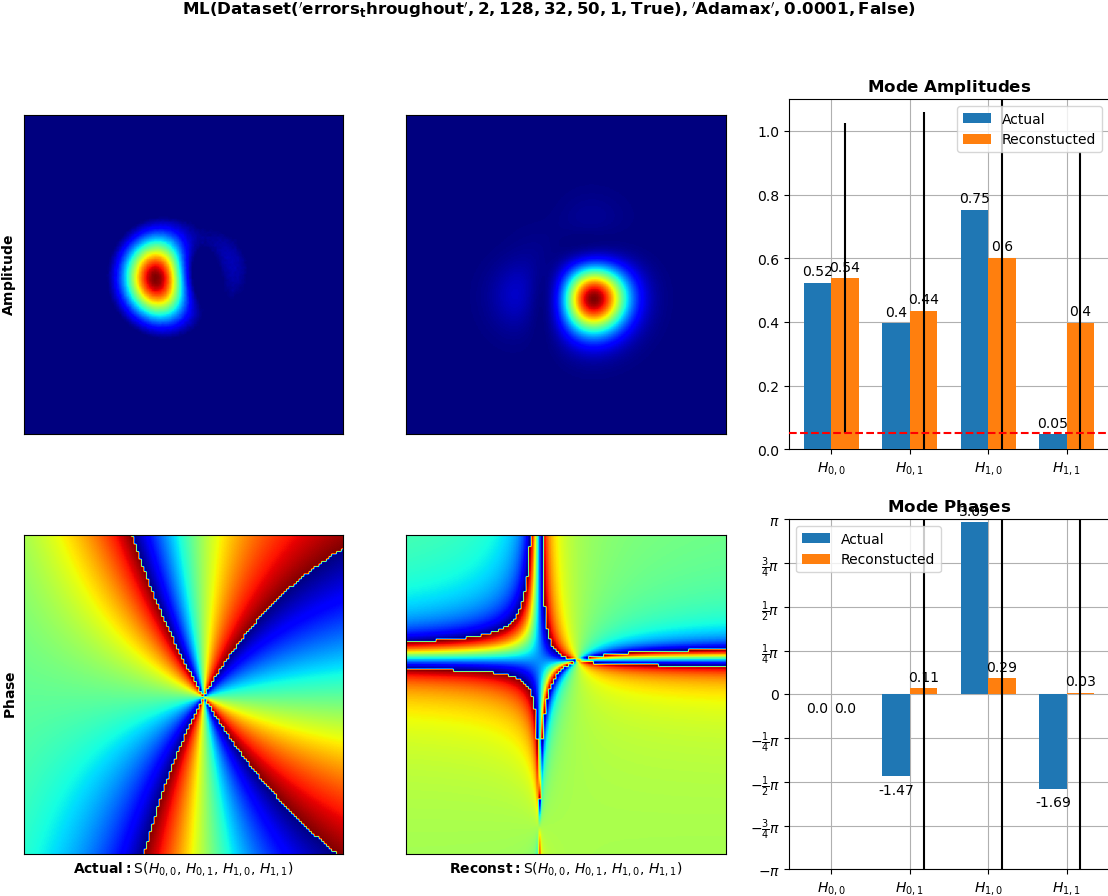 ML(Dataset('errors_throughout', 2, 128, 32, 50, 1, True), 'Adamax', 0.0001, False)
Mode Amplitudes
Amplitude
Actual
Reconstucted
1.0
0.8
0.6
0.4
0.2
0.0
0.52
0.54
0.4
0.44
0.75
0.6
0.05
0.4
H0,0
H0,1
H1,0
H1,1
Mode Phases
Phase
Actual
Reconstucted
π
3/4π
1/2π
1/4π
0
−1/4π
−1/2π
−3/4π
−π
0.0
0.0
-1.47
0.11
3.09
0.29
-1.69
0.03
H0,0
H0,1
H1,0
H1,1
Actual: S(H0,0, H0,1, H1,0, H1,1)
Reconst: S(H0,0, H0,1, H1,0, H1,1)